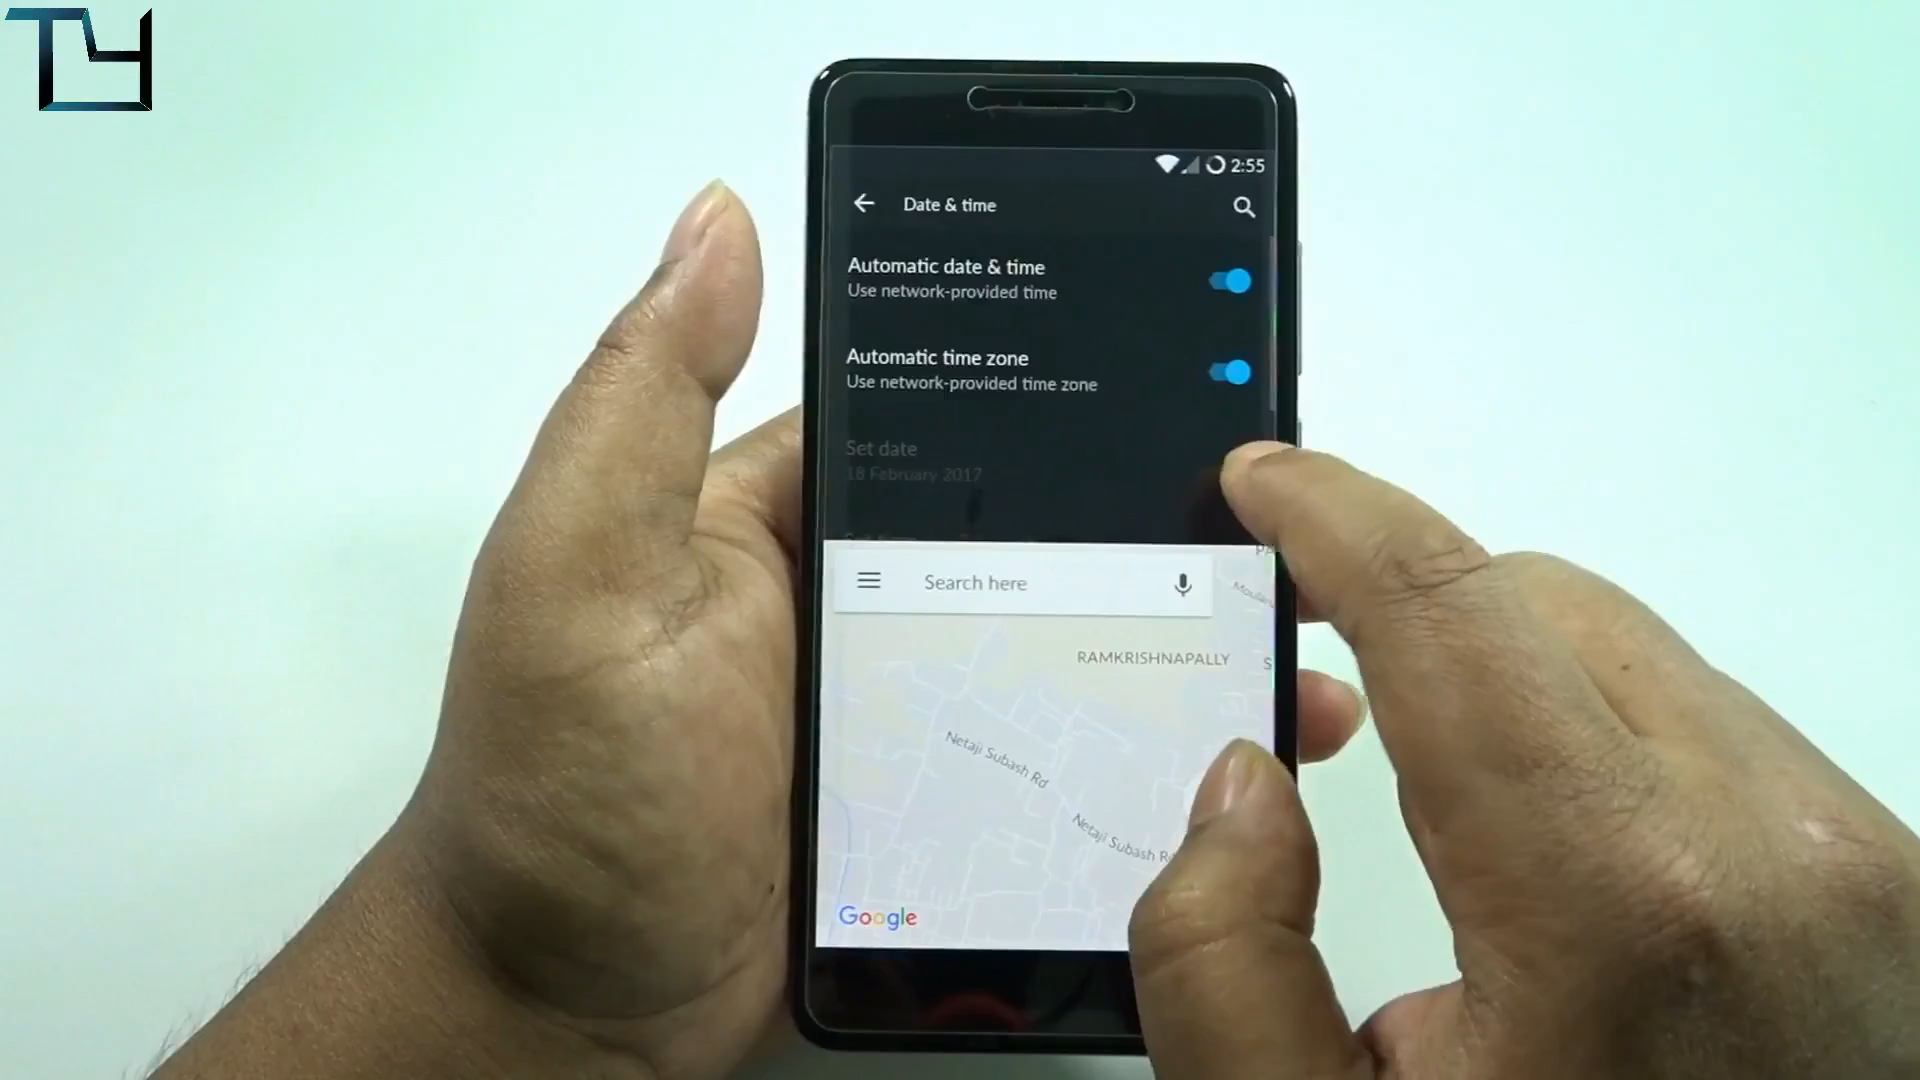 TY
2:55
Date & time
Automatic date & time
Use network-provided time
Automatic time zone
Use network-provided time zone
Set date
18 February 2017
Search here
RAMKRISHNAPALLY
Netaji Subash Rd
Netaji Subash
Google